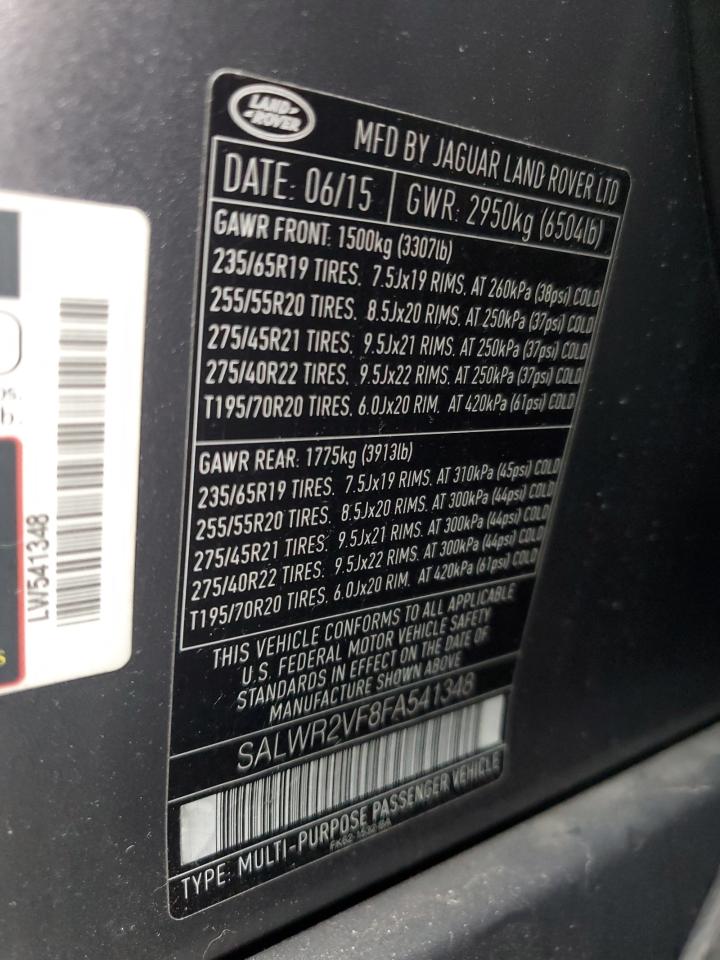 LAND
ROVER
MFD BY JAGUAR LAND ROVER LTD
DATE: 06/15
GWR: 2950kg (6504lb)
GAWR FRONT: 1500kg (3307lb)
235/65R19 TIRES. 7.5Jx19 RIMS, AT 260kPa (38psi) COLD
255/55R20 TIRES. 8.5Jx20 RIMS, AT 250kPa (37psi) COLD
275/45R21 TIRES. 9.5Jx21 RIMS, AT 250kPa (37psi) COLD
275/40R22 TIRES. 9.5Jx22 RIMS, AT 250kPa (37psi) COLD
T195/70R20 TIRES, 6.0Jx20 RIM, AT 420kPa (61psi) COLD
GAWR REAR: 1775kg (3913lb)
235/65R19 TIRES. 7.5Jx19 RIMS, AT 310kPa (45psi) COLD
255/55R20 TIRES. 8.5Jx20 RIMS, AT 300kPa (44psi) COLD
275/45R21 TIRES. 9.5Jx21 RIMS, AT 300kPa (44psi) COLD
275/40R22 TIRES. 9.5Jx22 RIMS, AT 300kPa (44psi) COLD
T195/70R20 TIRES, 6.0Jx20 RIM, AT 420kPa (61psi) COLD
THIS VEHICLE CONFORMS TO ALL APPLICABLE
U.S. FEDERAL MOTOR VEHICLE SAFETY
STANDARDS IN EFFECT ON THE DATE OF
MANUFACTURE SHOWN ABOVE
SALWR2VF8FA541348
TYPE: MULTI-PURPOSE PASSENGER VEHICLE
LW541348